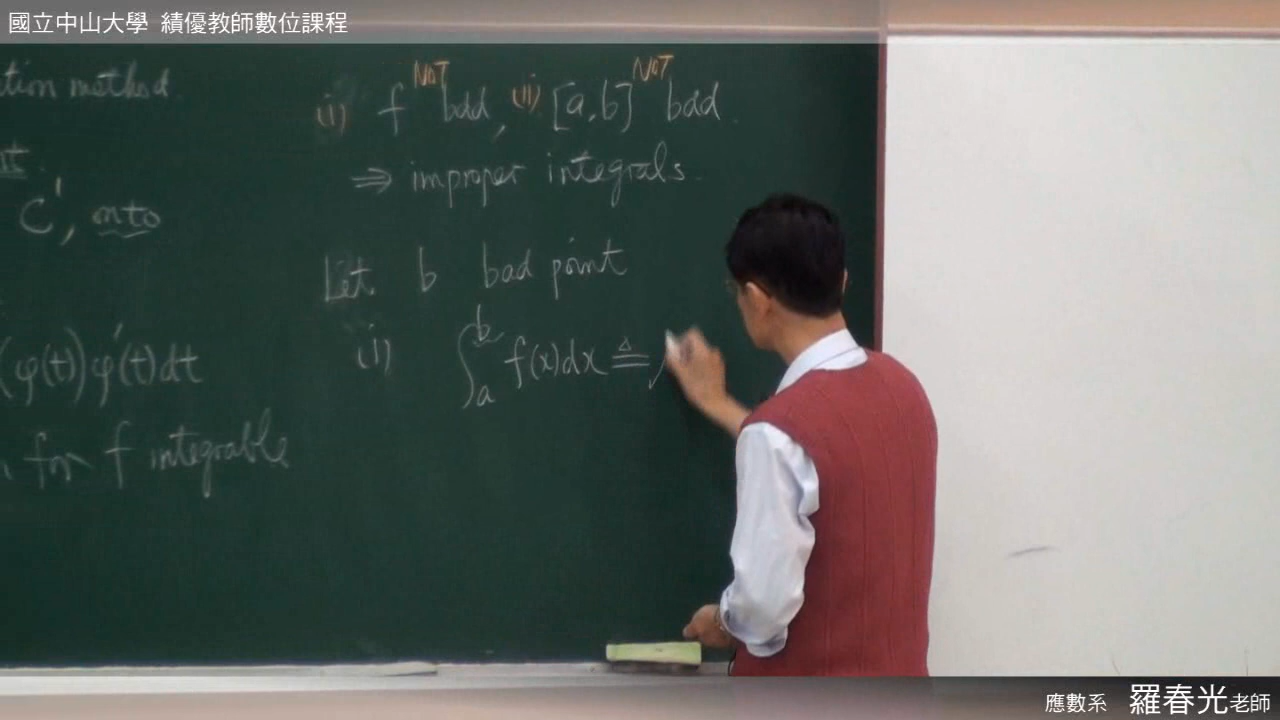 國立中山大學 績優教師數位課程
tion method.
C', onto
(φ(t))φ'(t)dt
for f integrable
(i) f NOT bdd, (ii) [a,b] NOT bdd.
⇒ improper integrals.
Let b bad point
(i) ∫_a^b f(x)dx ≜
應數系 羅春光老師